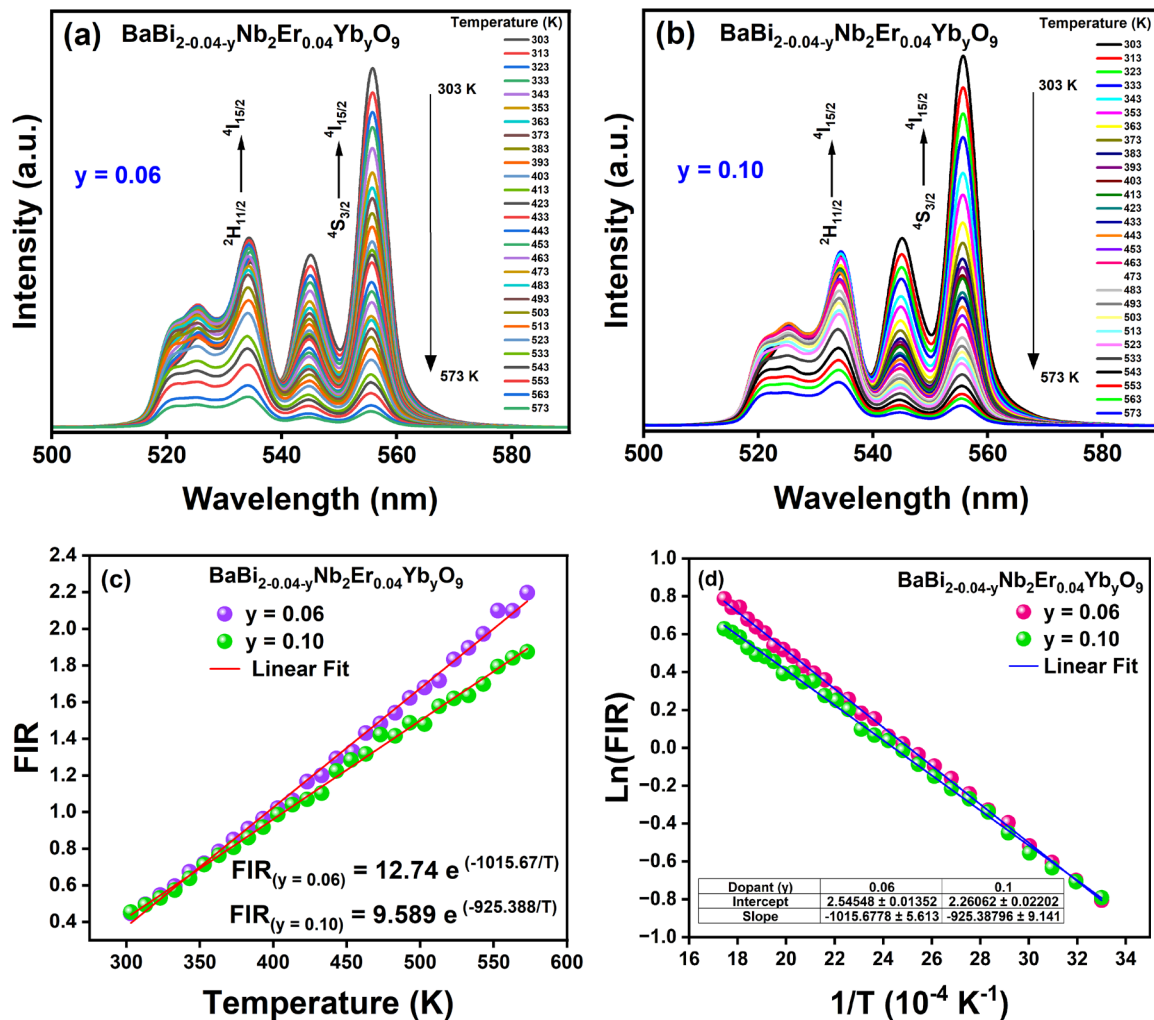 (a) BaBi2-0.04-yNb2Er0.04YbyO9
Temperature (K)
303
313
323
333
343
353
363
373
383
393
403
413
423
433
443
453
463
473
483
493
503
513
523
533
543
553
563
573
303 K
573 K
y = 0.06
2H11/2
4I15/2
4S3/2
4I15/2
Intensity (a.u.)
500 520 540 560 580
Wavelength (nm)
(b) BaBi2-0.04-yNb2Er0.04YbyO9
Temperature (K)
303
313
323
333
343
353
363
373
383
393
403
413
423
433
443
453
463
473
483
493
503
513
523
533
543
553
563
573
303 K
573 K
y = 0.10
2H11/2
4I15/2
4S3/2
4I15/2
Intensity (a.u.)
500 520 540 560 580
Wavelength (nm)
(c) BaBi2-0.04-yNb2Er0.04YbyO9
y = 0.06
y = 0.10
Linear Fit
FIR(y = 0.06) = 12.74 e(-1015.67/T)
FIR(y = 0.10) = 9.589 e(-925.388/T)
FIR
2.4
2.2
2.0
1.8
1.6
1.4
1.2
1.0
0.8
0.6
0.4
300 350 400 450 500 550 600
Temperature (K)
(d) BaBi2-0.04-yNb2Er0.04YbyO9
y = 0.06
y = 0.10
Linear Fit
Dopant (y) 0.06 0.1
Intercept 2.54548 ± 0.01352 2.26062 ± 0.02202
Slope -1015.6778 ± 5.613 -925.38796 ± 9.141
Ln(FIR)
1.0
0.8
0.6
0.4
0.2
0.0
−0.2
−0.4
−0.6
−0.8
−1.0
16 18 20 22 24 26 28 30 32 34
1/T (10-4 K-1)